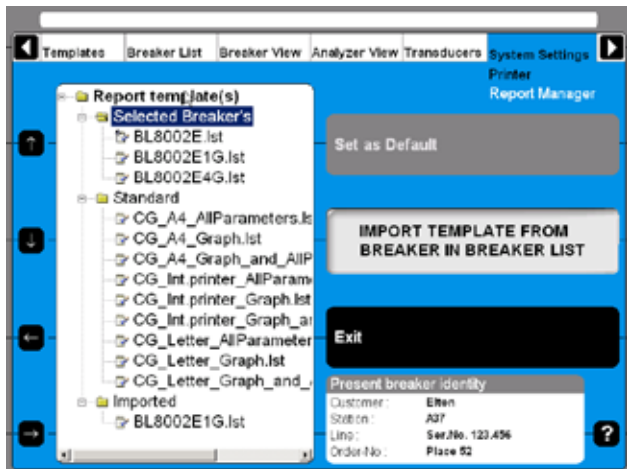 Templates Breaker List Breaker View Analyzer View Transducers System Settings
Printer
Report Manager
Report template(s)
Selected Breaker's
BL8002E.lst
BL8002E1G.lst
BL8002E4G.lst
Standard
CG_A4_AllParameters.ls
CG_A4_Graph.lst
CG_A4_Graph_and_AllP
CG_Int.printer_AllParam
CG_Int.printer_Graph.lst
CG_Int.printer_Graph_ar
CG_Letter_AllParameter
CG_Letter_Graph.lst
CG_Letter_Graph_and_
Imported
BL8002E1G.lst
Set as Default
IMPORT TEMPLATE FROM
BREAKER IN BREAKER LIST
Exit
Present breaker identity
Customer: Elten
Station: A37
Line: Ser.No. 123.456
Order-No: Place 52
?